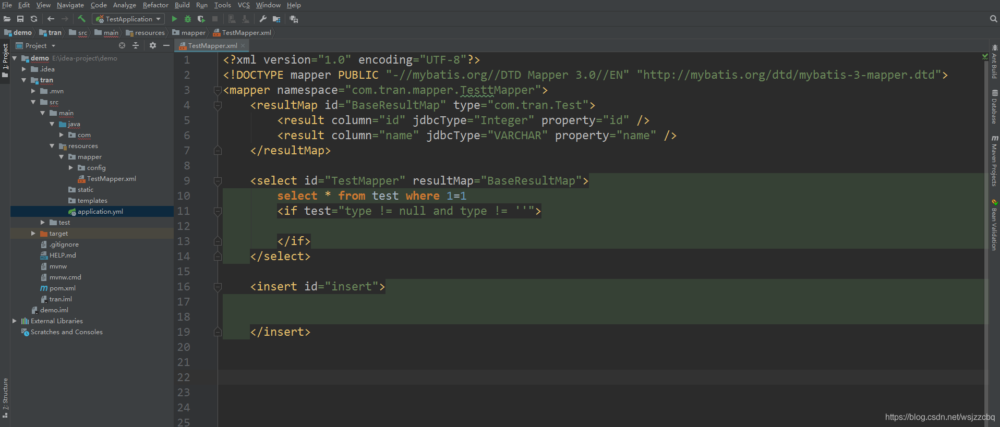 File Edit View Navigate Code Analyze Refactor Build Run Tools VCS Window Help
TestApplication
demo tran src main resources mapper TestMapper.xml
1: Project
Project
TestMapper.xml
demo E:\idea-project\demo
.idea
tran
.mvn
src
main
java
com
resources
mapper
config
TestMapper.xml
static
templates
application.yml
test
target
.gitignore
HELP.md
mvnw
mvnw.cmd
pom.xml
tran.iml
demo.iml
External Libraries
Scratches and Consoles
7: Structure
1 <?xml version="1.0" encoding="UTF-8"?>
2 <!DOCTYPE mapper PUBLIC "-//mybatis.org//DTD Mapper 3.0//EN" "http://mybatis.org/dtd/mybatis-3-mapper.dtd">
3 <mapper namespace="com.tran.mapper.TesttMapper">
4 <resultMap id="BaseResultMap" type="com.tran.Test">
5 <result column="id" jdbcType="Integer" property="id" />
6 <result column="name" jdbcType="VARCHAR" property="name" />
7 </resultMap>
8
9 <select id="TestMapper" resultMap="BaseResultMap">
10 select * from test where 1=1
11 <if test="type != null and type != ''">
12
13 </if>
14 </select>
15
16 <insert id="insert">
17
18
19 </insert>
20
21
22
23
24
25
Ant Build
Database
Maven Projects
Bean Validation
https://blog.csdn.net/wsjzzcbq